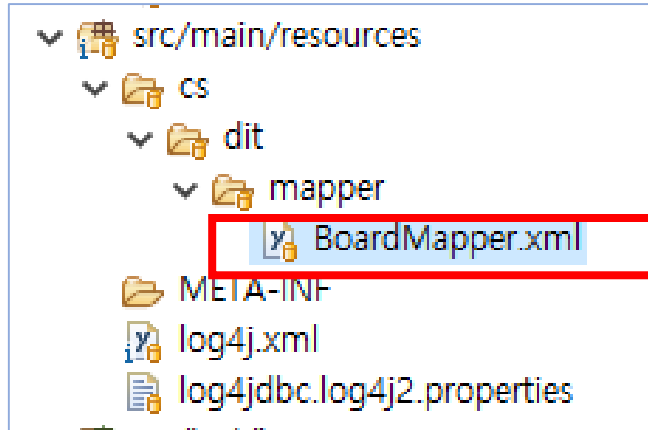 src/main/resources
cs
dit
mapper
BoardMapper.xml
META-INF
log4j.xml
log4jdbc.log4j2.properties